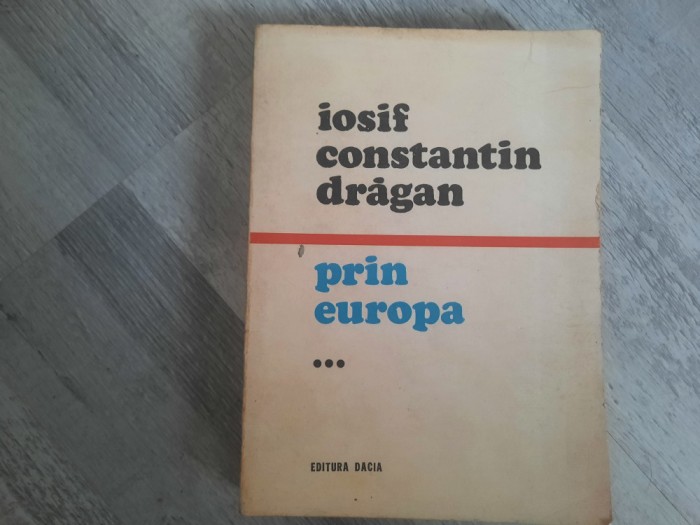 iosif
constantin
drăgan
prin
europa
•••
EDITURA DACIA